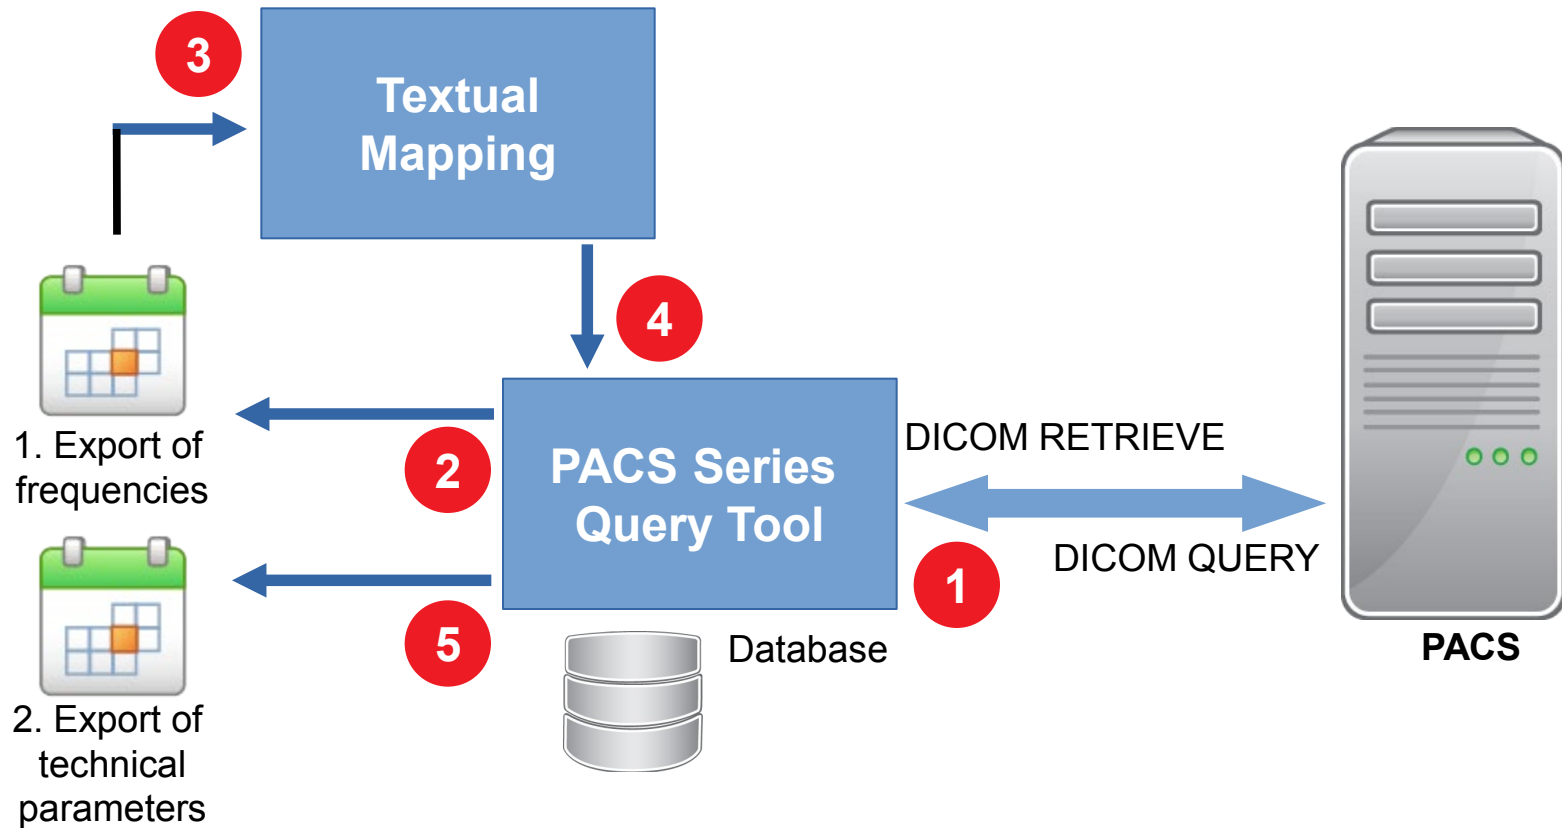 3
Textual
Mapping
4
1. Export of
frequencies
2
PACS Series
Query Tool
DICOM RETRIEVE
DICOM QUERY
1
PACS
5
Database
2. Export of
technical
parameters